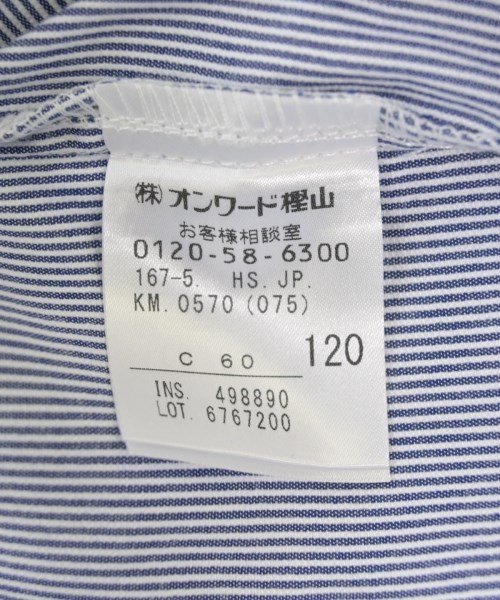 ㈱オンワード樫山
お客様相談室
0120-58-6300
167-5. HS. JP.
KM. 0570 (075)
C 60 120
INS. 498890
LOT. 6767200